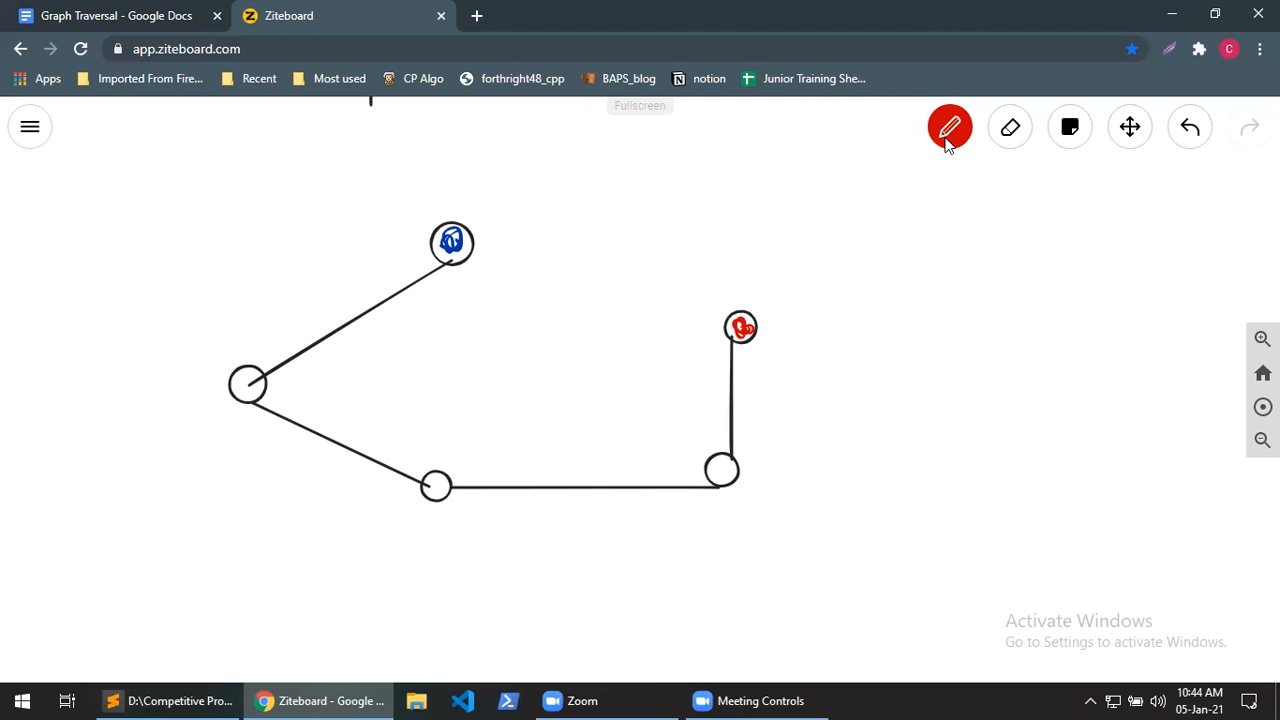 Graph Traversal - Google Docs
Ziteboard
app.ziteboard.com
C
Apps
Imported From Fire...
Recent
Most used
CP Algo
forthright48_cpp
BAPS_blog
notion
Junior Training She...
Fullscreen
Activate Windows
Go to Settings to activate Windows.
D:\Competitive Pro...
Ziteboard - Google ...
Zoom
Meeting Controls
10:44 AM
05-Jan-21